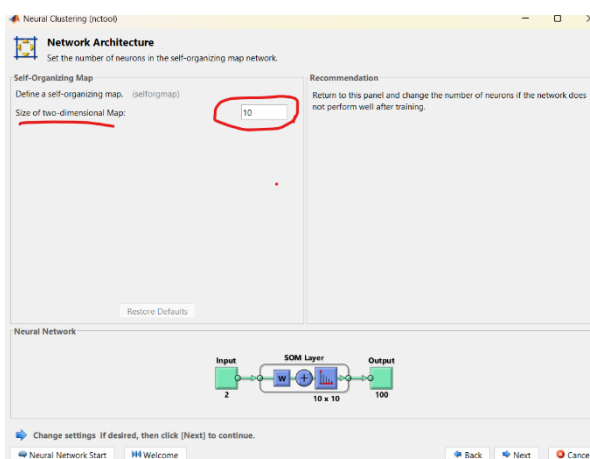 Neural Clustering (nctool)
Network Architecture
Set the number of neurons in the self-organizing map network.
Self-Organizing Map
Define a self-organizing map. (selforgmap)
Size of two-dimensional Map: 10
Restore Defaults
Recommendation
Return to this panel and change the number of neurons if the network does
not perform well after training.
Neural Network
Input SOM Layer Output
W +
2 10 x 10 100
Change settings if desired, then click [Next] to continue.
Neural Network Start Welcome Back Next Cance